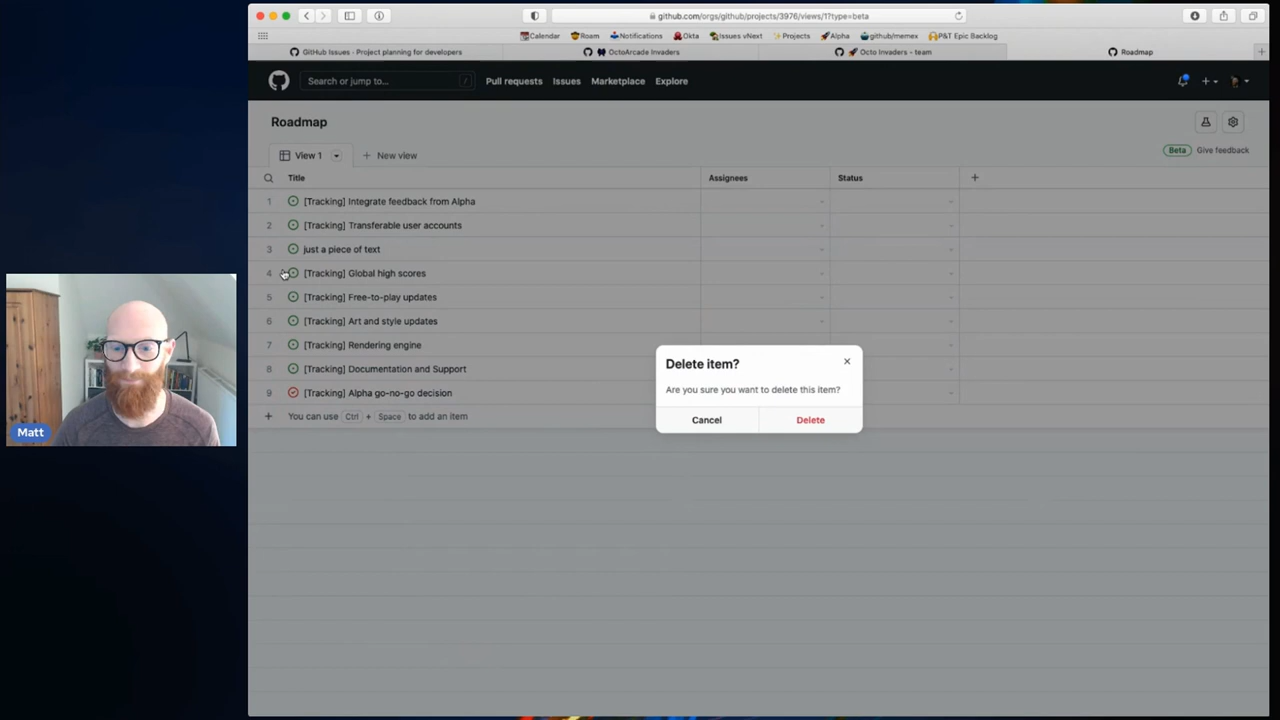 github.com/orgs/github/projects/3976/views/1?type=beta
Calendar Roam Notifications Okta Issues vNext Projects Alpha github/memex P&T Epic Backlog
GitHub Issues · Project planning for developers OctoArcade Invaders Octo Invaders - team Roadmap
Search or jump to... / Pull requests Issues Marketplace Explore
Roadmap
View 1 New view Beta Give feedback
Title Assignees Status
1 [Tracking] Integrate feedback from Alpha
2 [Tracking] Transferable user accounts
3 just a piece of text
4 [Tracking] Global high scores
5 [Tracking] Free-to-play updates
6 [Tracking] Art and style updates
7 [Tracking] Rendering engine
8 [Tracking] Documentation and Support
9 [Tracking] Alpha go-no-go decision
You can use Ctrl + Space to add an item
Delete item?
Are you sure you want to delete this item?
Cancel Delete
Matt